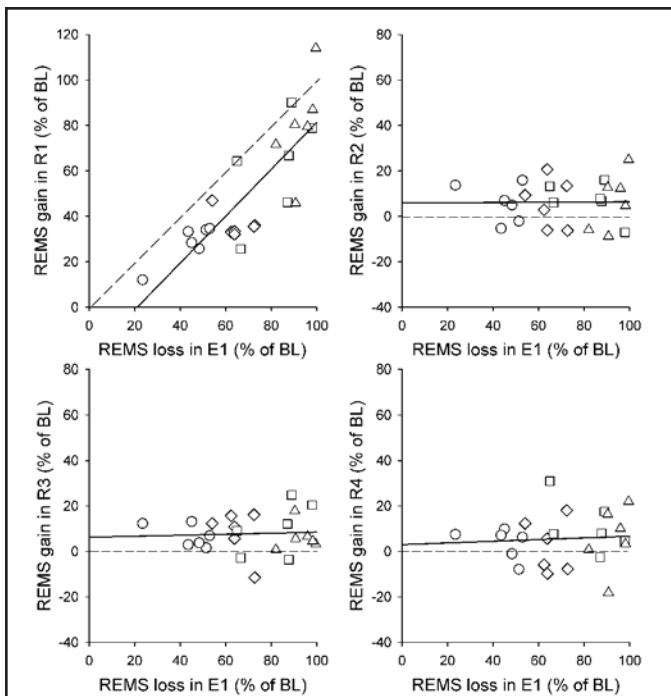 120
100
80
60
40
20
0
REMS gain in R1 (% of BL)
0 20 40 60 80 100
REMS loss in E1 (% of BL)
80
60
40
20
0
-20
-40
REMS gain in R2 (% of BL)
0 20 40 60 80 100
REMS loss in E1 (% of BL)
80
60
40
20
0
-20
-40
REMS gain in R3 (% of BL)
0 20 40 60 80 100
REMS loss in E1 (% of BL)
80
60
40
20
0
-20
-40
REMS gain in R4 (% of BL)
0 20 40 60 80 100
REMS loss in E1 (% of BL)